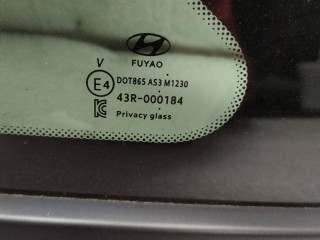 FUYAO
V
E4 DOT865 AS3 M1230
43R-000184
Privacy glass